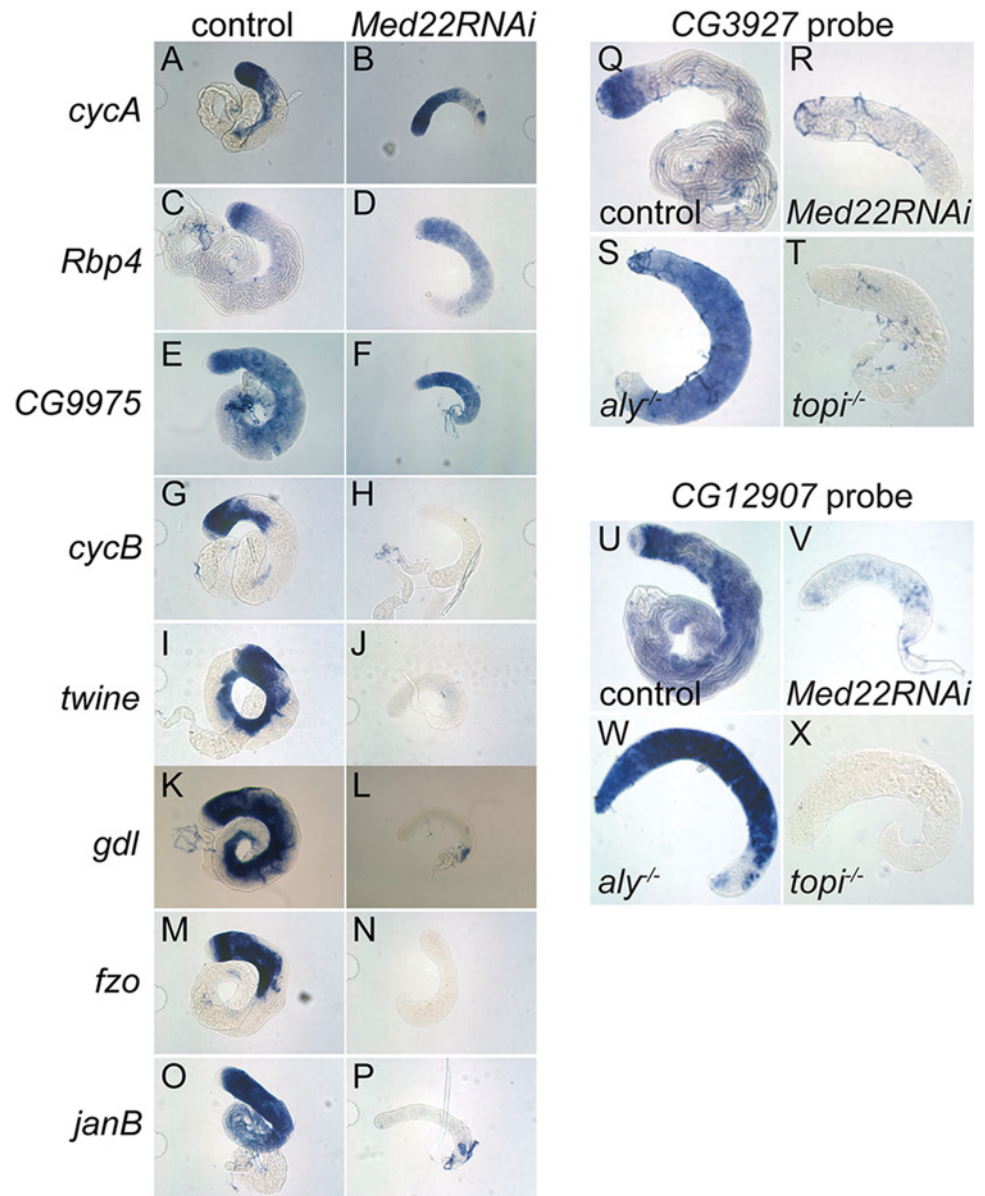 control Med22RNAi
cycA A B
Rbp4 C D
CG9975 E F
cycB G H
twine I J
gdl K L
fzo M N
janB O P
CG3927 probe
Q R
control Med22RNAi
S T
aly-/- topi-/-
CG12907 probe
U V
control Med22RNAi
W X
aly-/- topi-/-